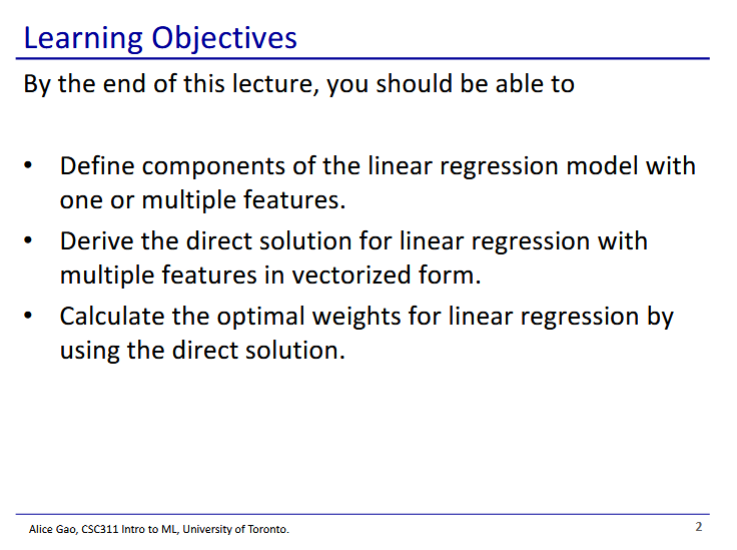 Learning Objectives
By the end of this lecture, you should be able to
• Define components of the linear regression model with
one or multiple features.
• Derive the direct solution for linear regression with
multiple features in vectorized form.
• Calculate the optimal weights for linear regression by
using the direct solution.
Alice Gao, CSC311 Intro to ML, University of Toronto.
2